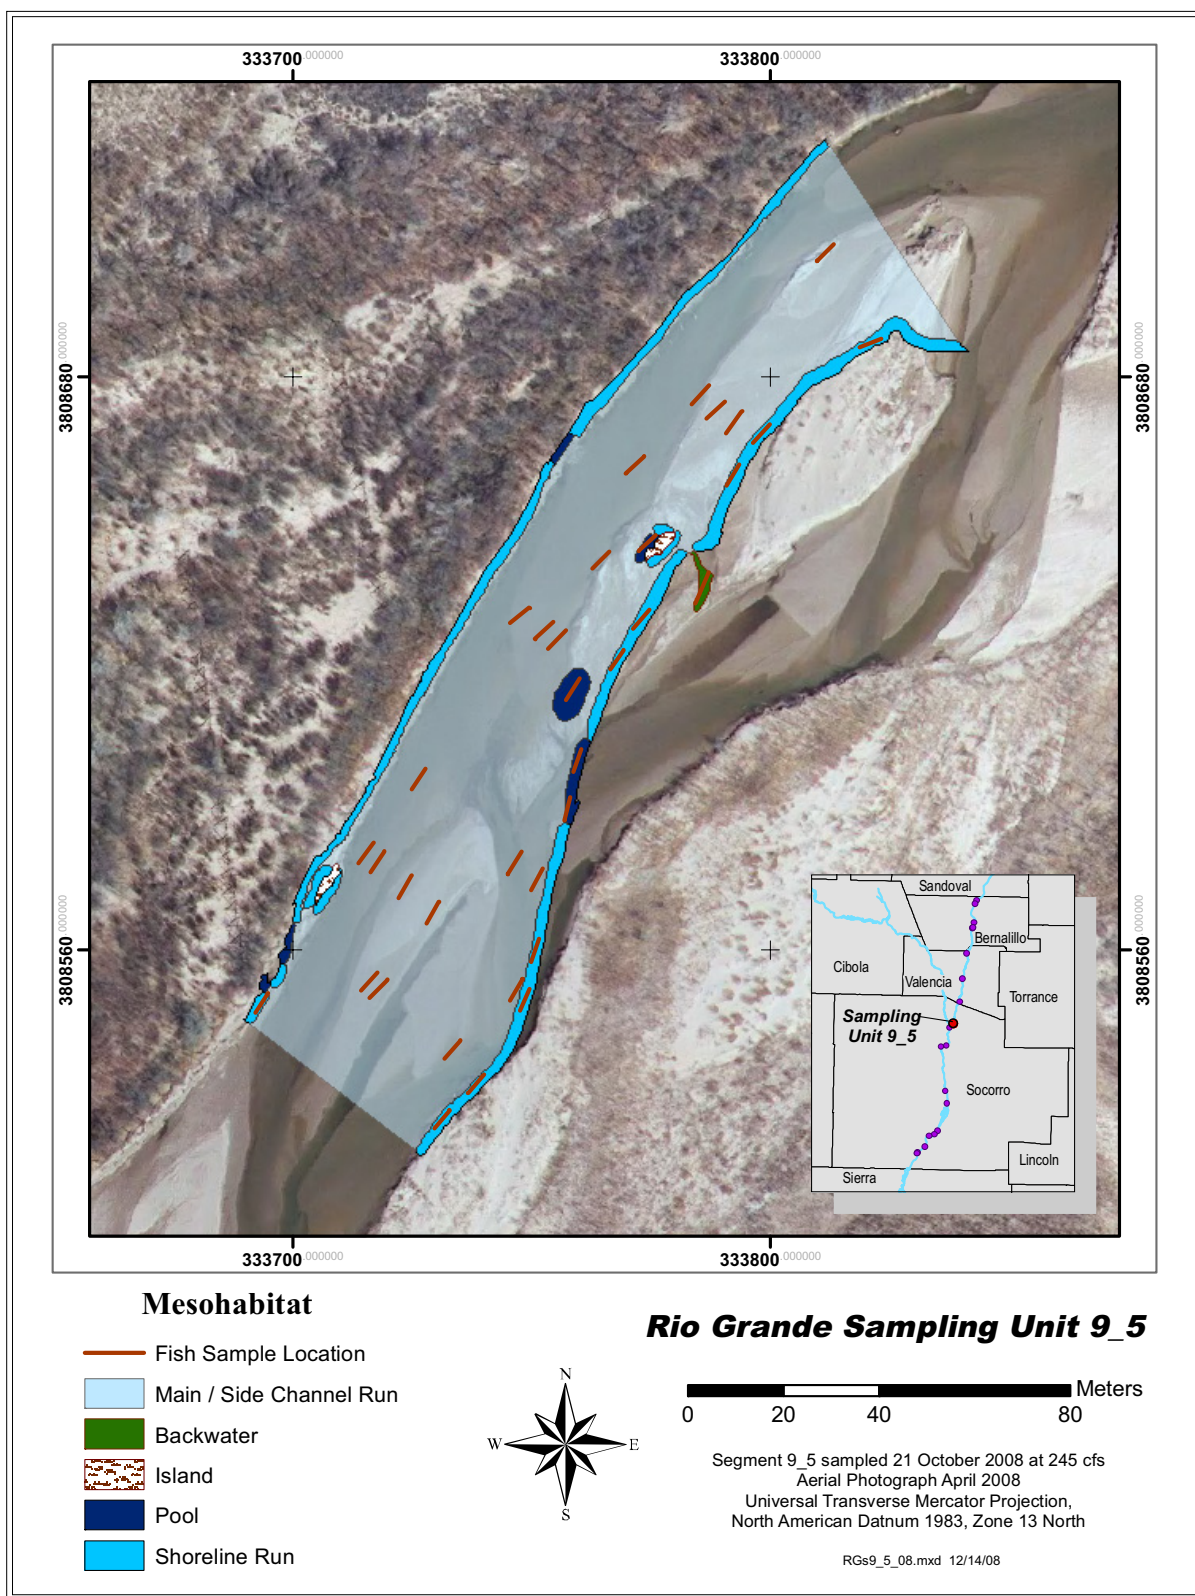 333700.000000 333800.000000
3808680.000000 3808680.000000
3808560.000000 3808560.000000
Sandoval
Bernalillo
Cibola
Valencia
Torrance
Sampling
Unit 9_5
Socorro
Lincoln
Sierra
333700.000000 333800.000000
Mesohabitat
Fish Sample Location
Main / Side Channel Run
Backwater
Island
Pool
Shoreline Run
N
W E
S
Rio Grande Sampling Unit 9_5
Meters
0 20 40 80
Segment 9_5 sampled 21 October 2008 at 245 cfs
Aerial Photograph April 2008
Universal Transverse Mercator Projection,
North American Datnum 1983, Zone 13 North
RGs9_5_08.mxd 12/14/08